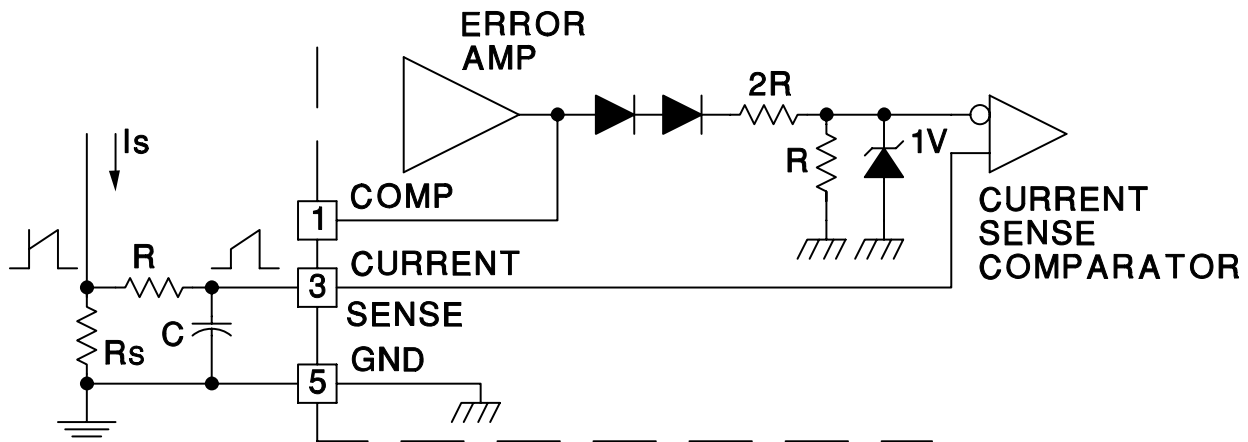 ERROR
AMP
2R
Is
R
1V
COMP
1
CURRENT
SENSE
COMPARATOR
R
CURRENT
3
SENSE
C
Rs
GND
5